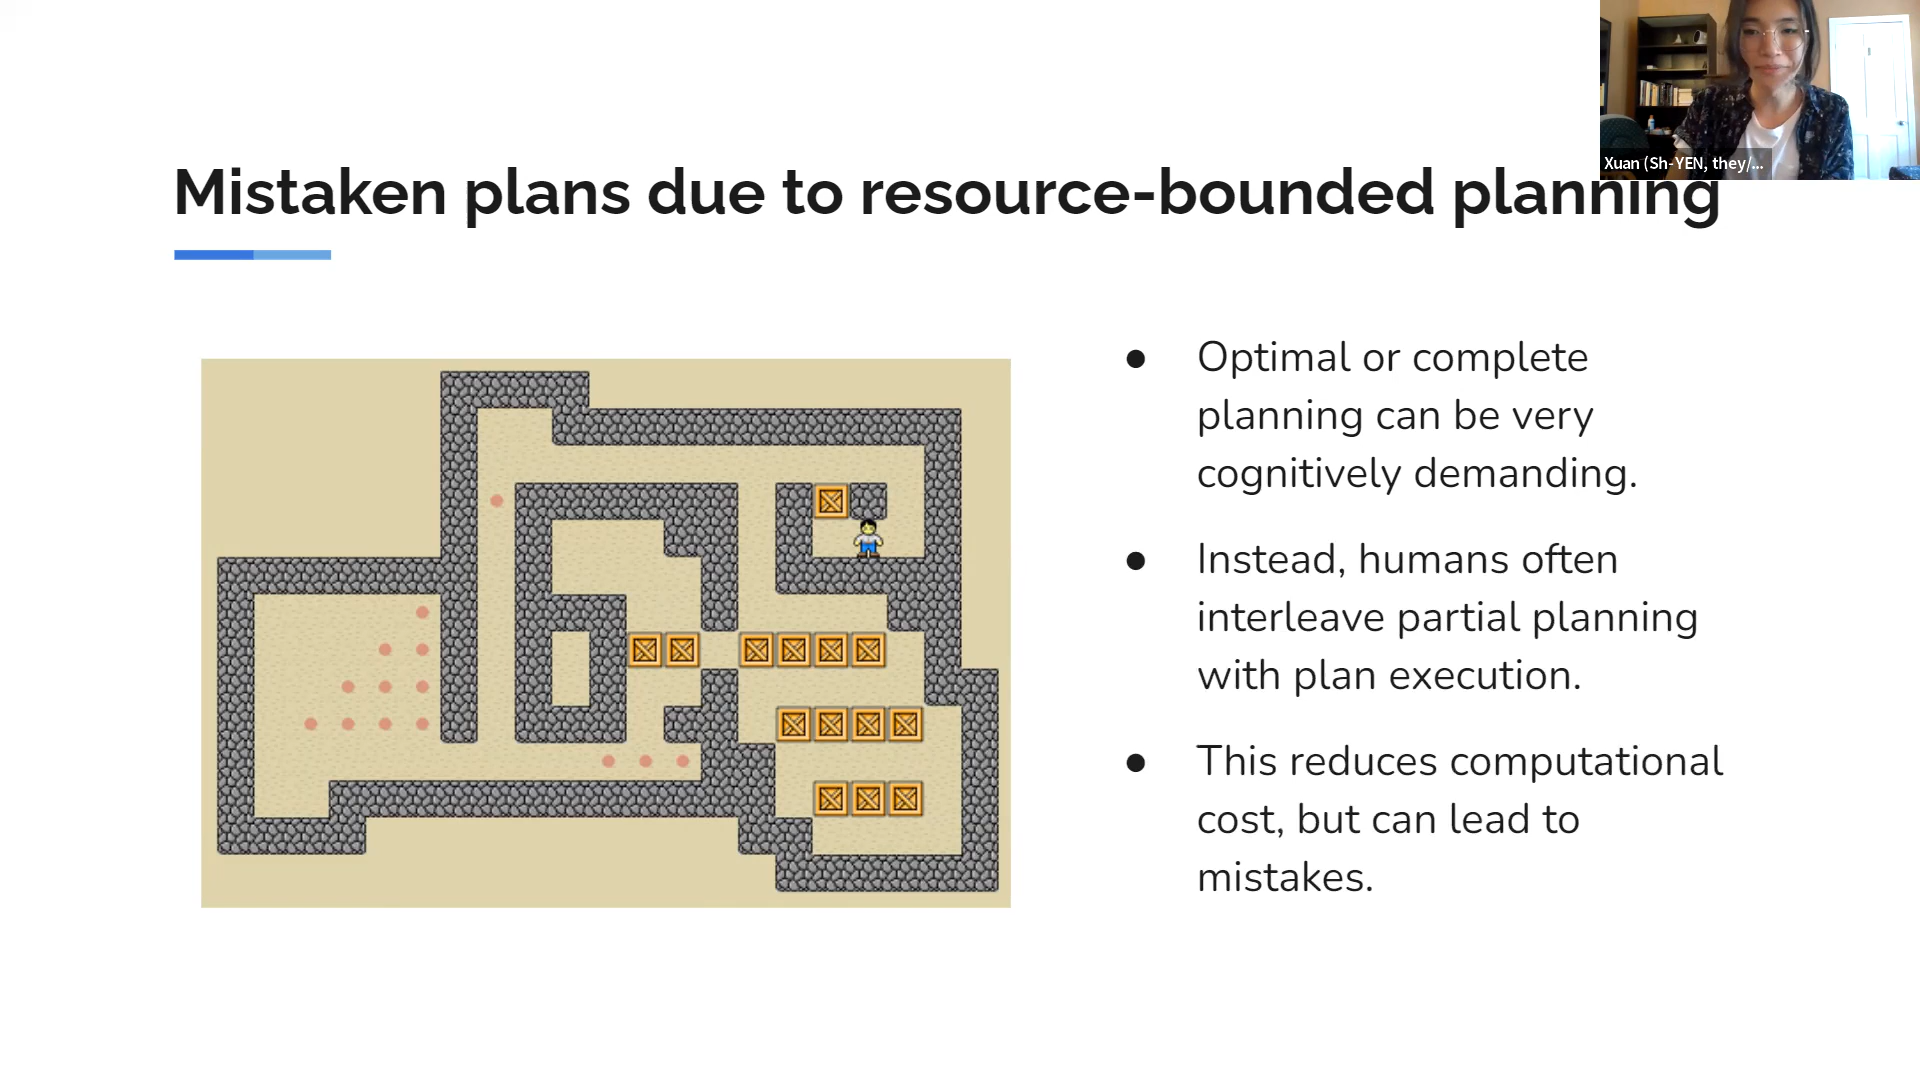 Xuan (Sh-YEN, they/...
Mistaken plans due to resource-bounded planning
● Optimal or complete
planning can be very
cognitively demanding.
● Instead, humans often
interleave partial planning
with plan execution.
● This reduces computational
cost, but can lead to
mistakes.